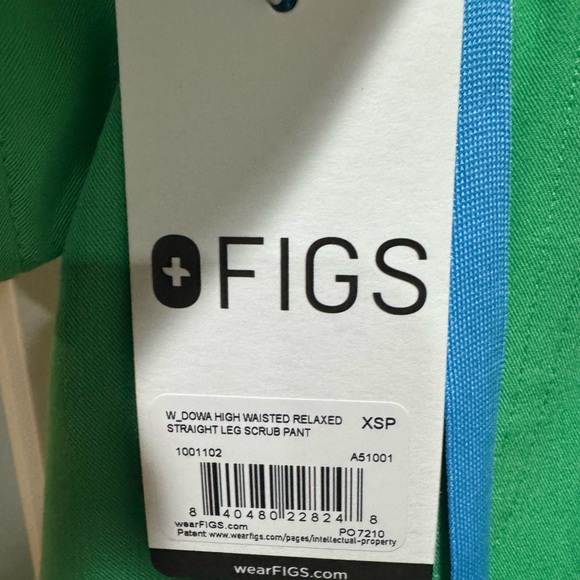 FIGS
W_DOWA HIGH WAISTED RELAXED XSP
STRAIGHT LEG SCRUB PANT
1001102 A51001
8 40480 22824 8
wearFIGS.com PO7210
Patent www.wearfigs.com/pages/intellectual-property
wearFIGS.com